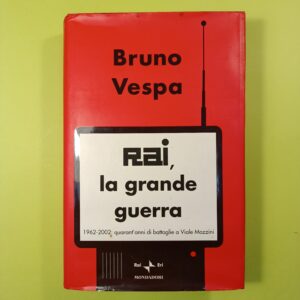 Bruno
Vespa
Rai,
la grande
guerra
1962-2002, quarant'anni di battaglie a Viale Mazzini
Rai Eri
MONDADORI